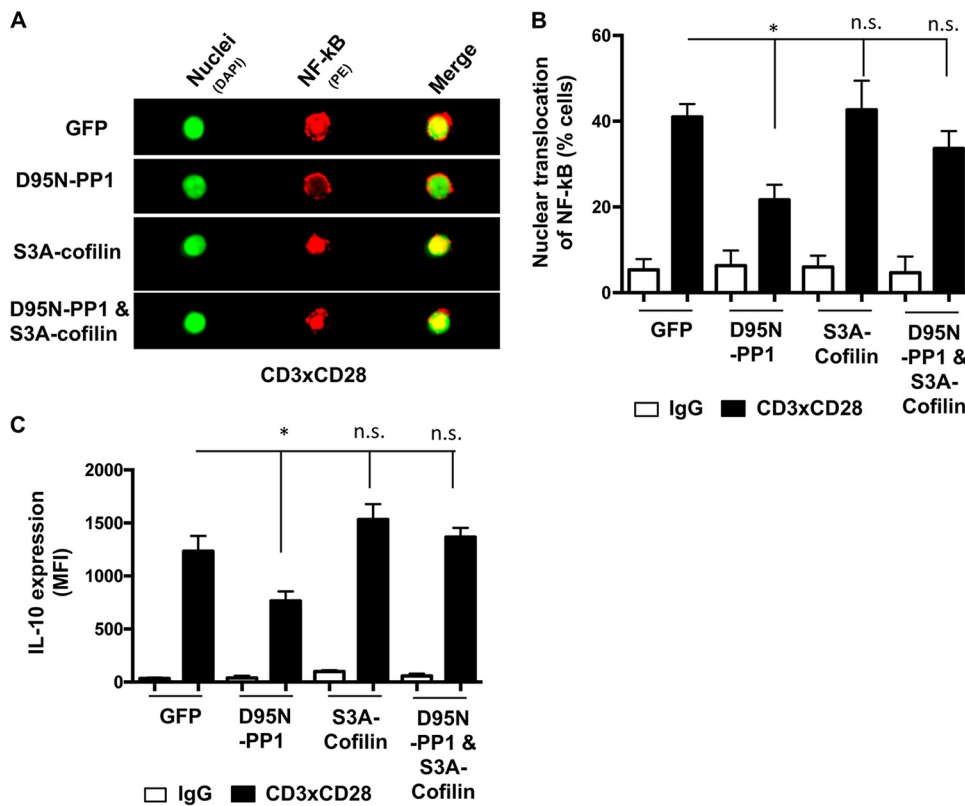 A
Nuclei
(DAPI)
NF-kB
(PE)
Merge
GFP
D95N-PP1
S3A-cofilin
D95N-PP1 &
S3A-cofilin
CD3xCD28
B
Nuclear translocation
of NF-kB (% cells)
60
40
20
0
*
n.s.
n.s.
GFP
D95N
-PP1
S3A-
Cofilin
D95N
-PP1 &
S3A-
Cofilin
IgG
CD3xCD28
C
IL-10 expression
(MFI)
2000
1500
1000
500
0
*
n.s.
n.s.
GFP
D95N
-PP1
S3A-
Cofilin
D95N
-PP1 &
S3A-
Cofilin
IgG
CD3xCD28